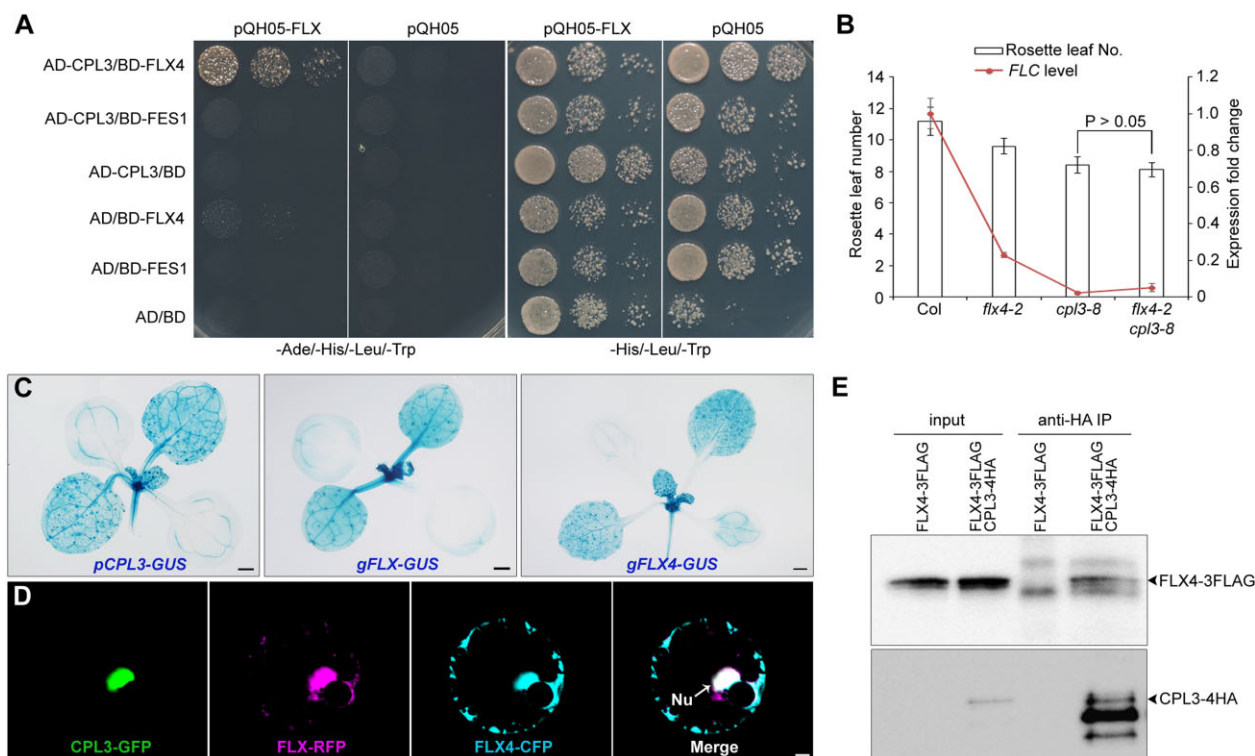 A
pQH05-FLX pQH05 pQH05-FLX pQH05
AD-CPL3/BD-FLX4
AD-CPL3/BD-FES1
AD-CPL3/BD
AD/BD-FLX4
AD/BD-FES1
AD/BD
-Ade/-His/-Leu/-Trp -His/-Leu/-Trp
B
Rosette leaf No.
FLC level
14
12
10
8
6
4
2
0
Rosette leaf number
P > 0.05
1.2
1.0
0.8
0.6
0.4
0.2
0
Expression fold change
Col flx4-2 cpl3-8 flx4-2
cpl3-8
C
pCPL3-GUS gFLX-GUS gFLX4-GUS
D
Nu
CPL3-GFP FLX-RFP FLX4-CFP Merge
E
input anti-HA IP
FLX4-3FLAG
FLX4-3FLAG
CPL3-4HA
FLX4-3FLAG
FLX4-3FLAG
CPL3-4HA
FLX4-3FLAG
CPL3-4HA